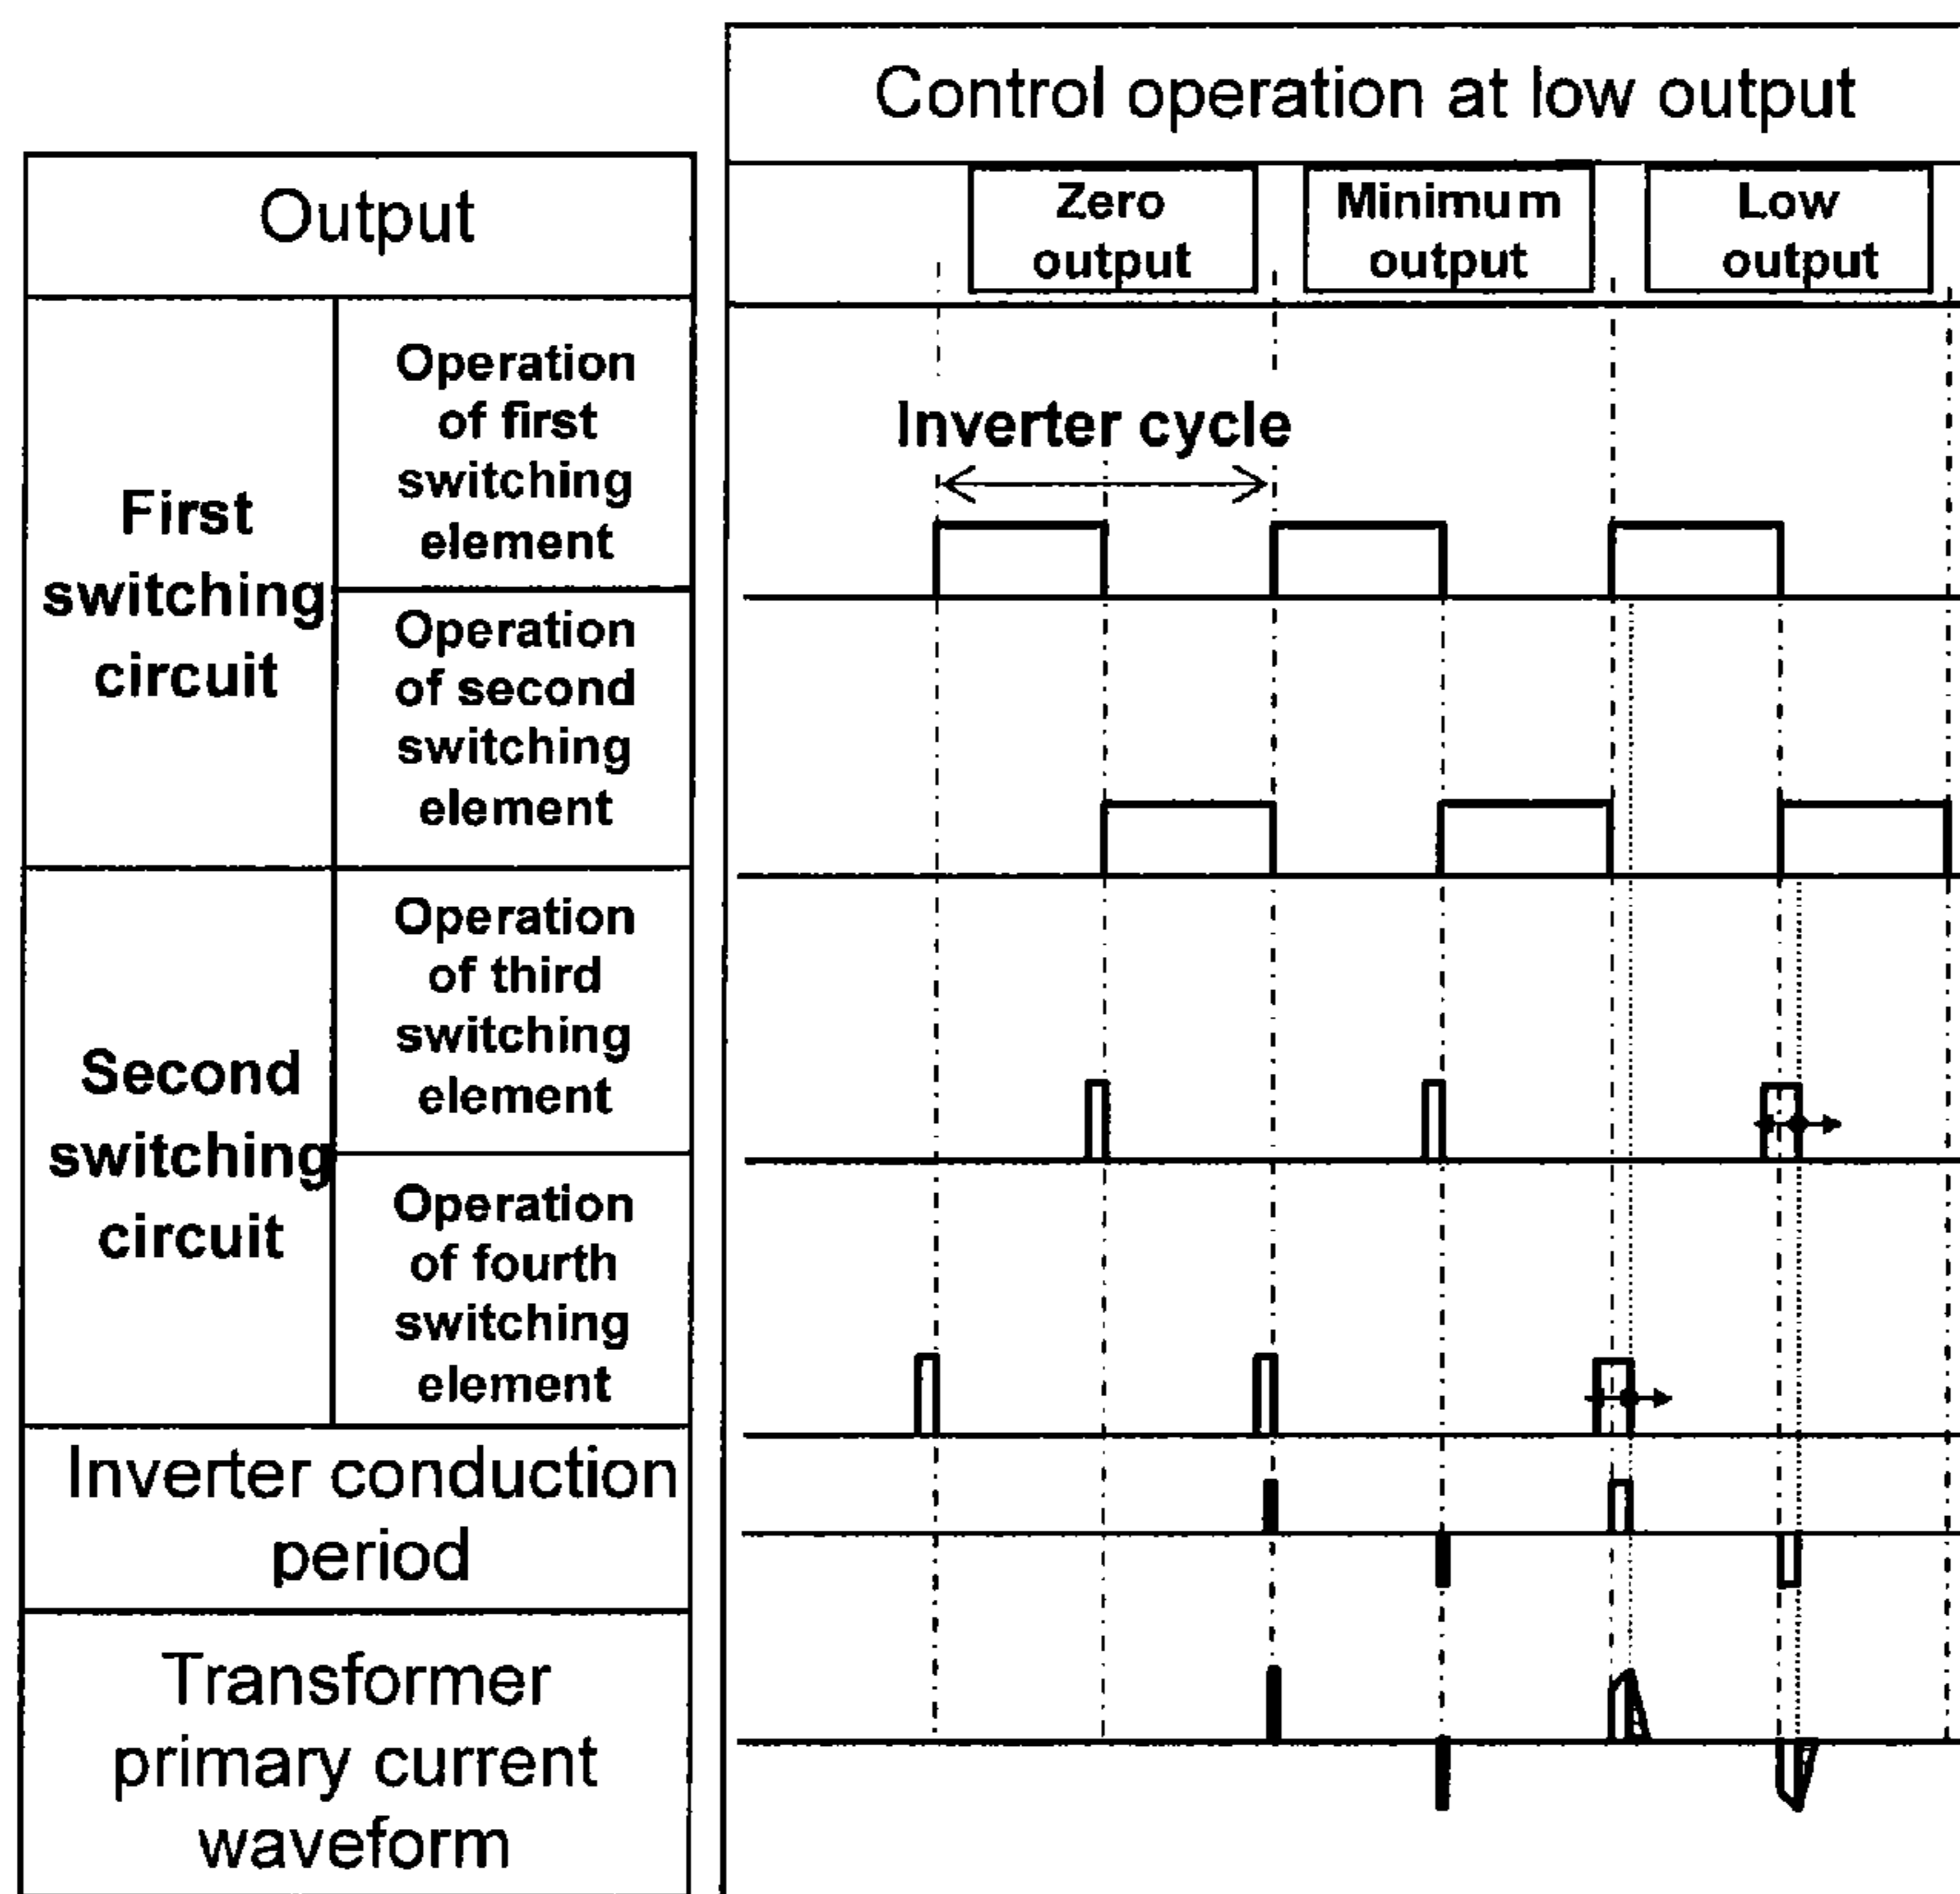 Control operation at low output
Output
Zero
output
Minimum
output
Low
output
First
switching
circuit
Operation
of first
switching
element
Inverter cycle
Operation
of second
switching
element
Second
switching
circuit
Operation
of third
switching
element
Operation
of fourth
switching
element
Inverter conduction
period
Transformer
primary current
waveform